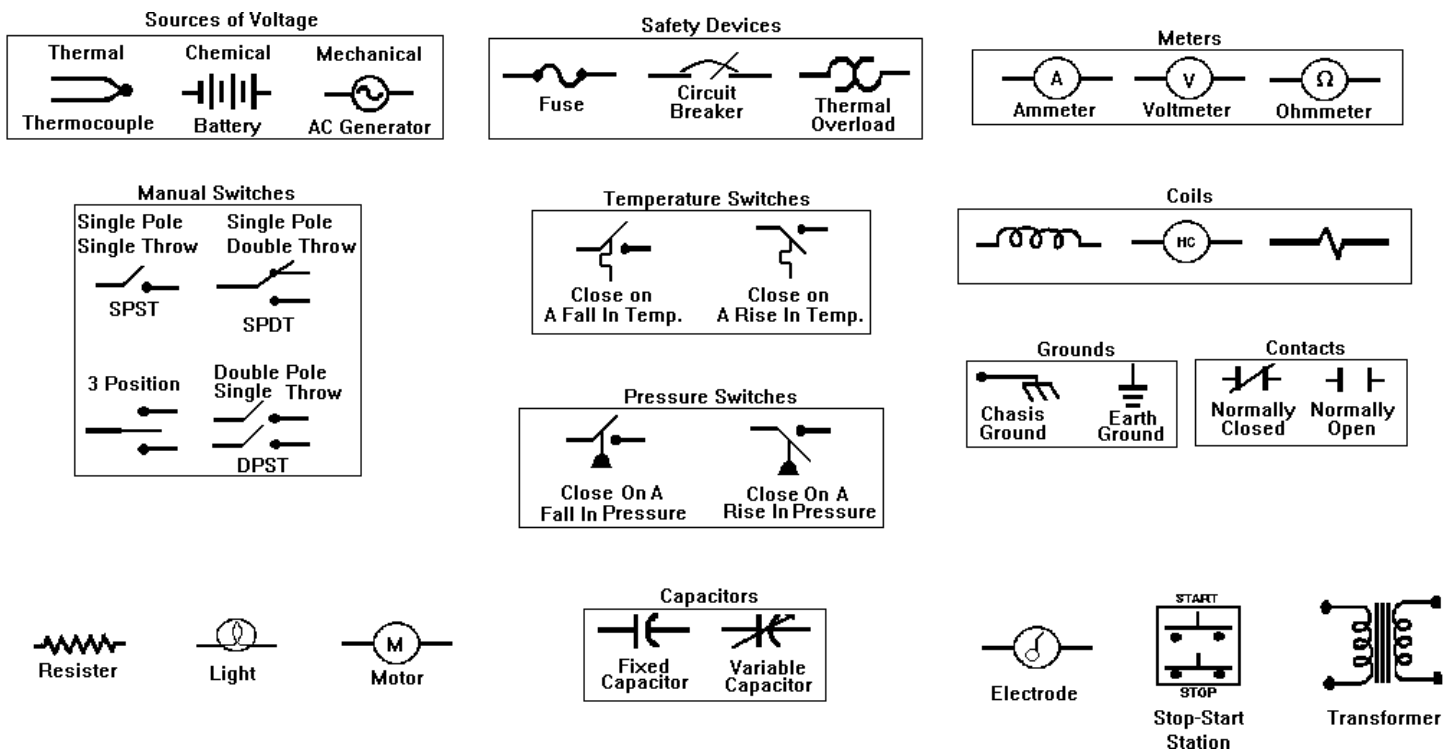 Sources of Voltage
Thermal
Chemical
Mechanical
Thermocouple
Battery
AC Generator
Safety Devices
Fuse
Circuit
Breaker
Thermal
Overload
Meters
A
V
Ω
Ammeter
Voltmeter
Ohmmeter
Manual Switches
Single Pole
Single Throw
SPST
Single Pole
Double Throw
SPDT
3 Position
Double Pole
Single Throw
DPST
Temperature Switches
Close on
A Fall In Temp.
Close on
A Rise In Temp.
Coils
HC
Pressure Switches
Close On A
Fall In Pressure
Close On A
Rise In Pressure
Grounds
Chasis
Ground
Earth
Ground
Contacts
Normally
Closed
Normally
Open
Resister
Light
M
Motor
Capacitors
Fixed
Capacitor
Variable
Capacitor
Electrode
START
STOP
Stop-Start
Station
Transformer